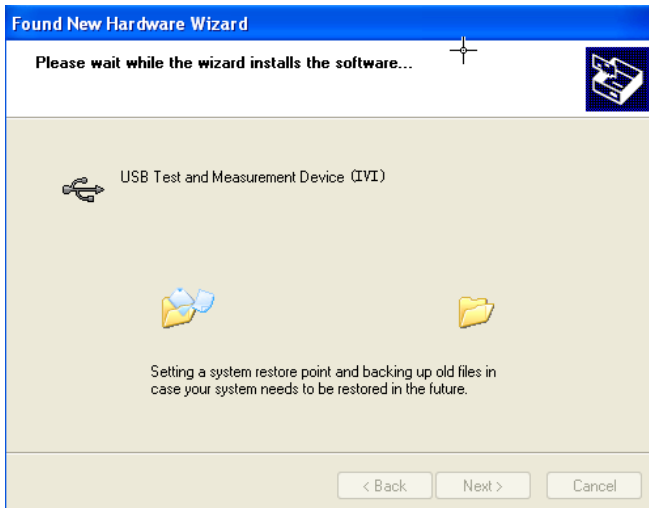 Found New Hardware Wizard
Please wait while the wizard installs the software...
USB Test and Measurement Device (IVI)
Setting a system restore point and backing up old files in
case your system needs to be restored in the future.
< Back
Next >
Cancel